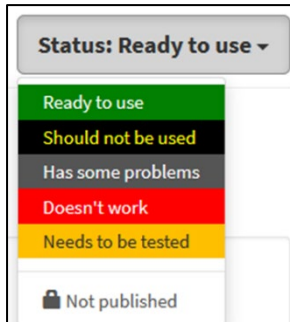 Status: Ready to use
Ready to use
Should not be used
Has some problems
Doesn't work
Needs to be tested
Not published